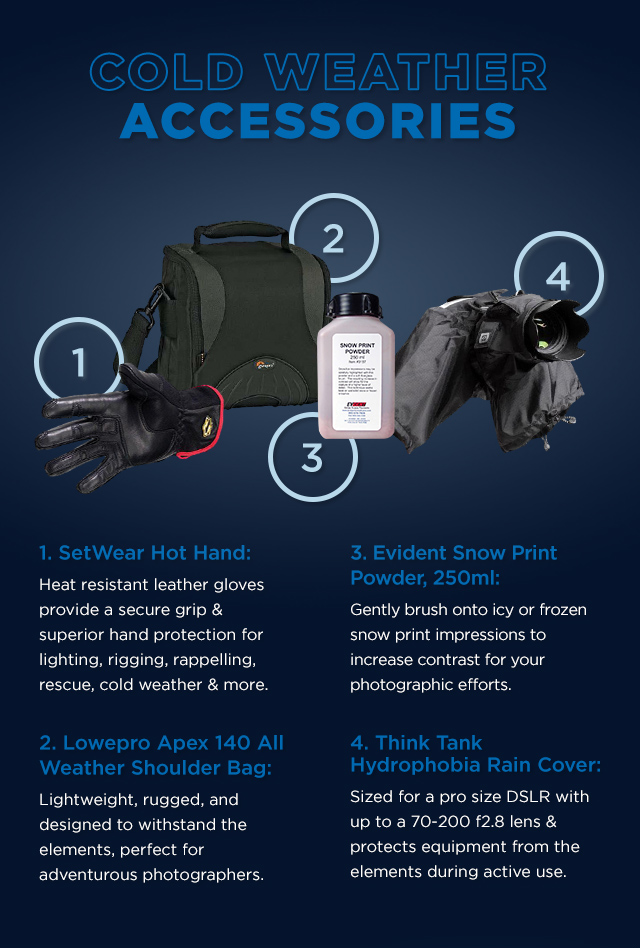 COLD WEATHER
ACCESSORIES
2
4
1
SNOW PRINT
POWDER
250 ml
3
1. SetWear Hot Hand:
Heat resistant leather gloves
provide a secure grip &
superior hand protection for
lighting, rigging, rappelling,
rescue, cold weather & more.
2. Lowepro Apex 140 All
Weather Shoulder Bag:
Lightweight, rugged, and
designed to withstand the
elements, perfect for
adventurous photographers.
3. Evident Snow Print
Powder, 250ml:
Gently brush onto icy or frozen
snow print impressions to
increase contrast for your
photographic efforts.
4. Think Tank
Hydrophobia Rain Cover:
Sized for a pro size DSLR with
up to a 70-200 f2.8 lens &
protects equipment from the
elements during active use.